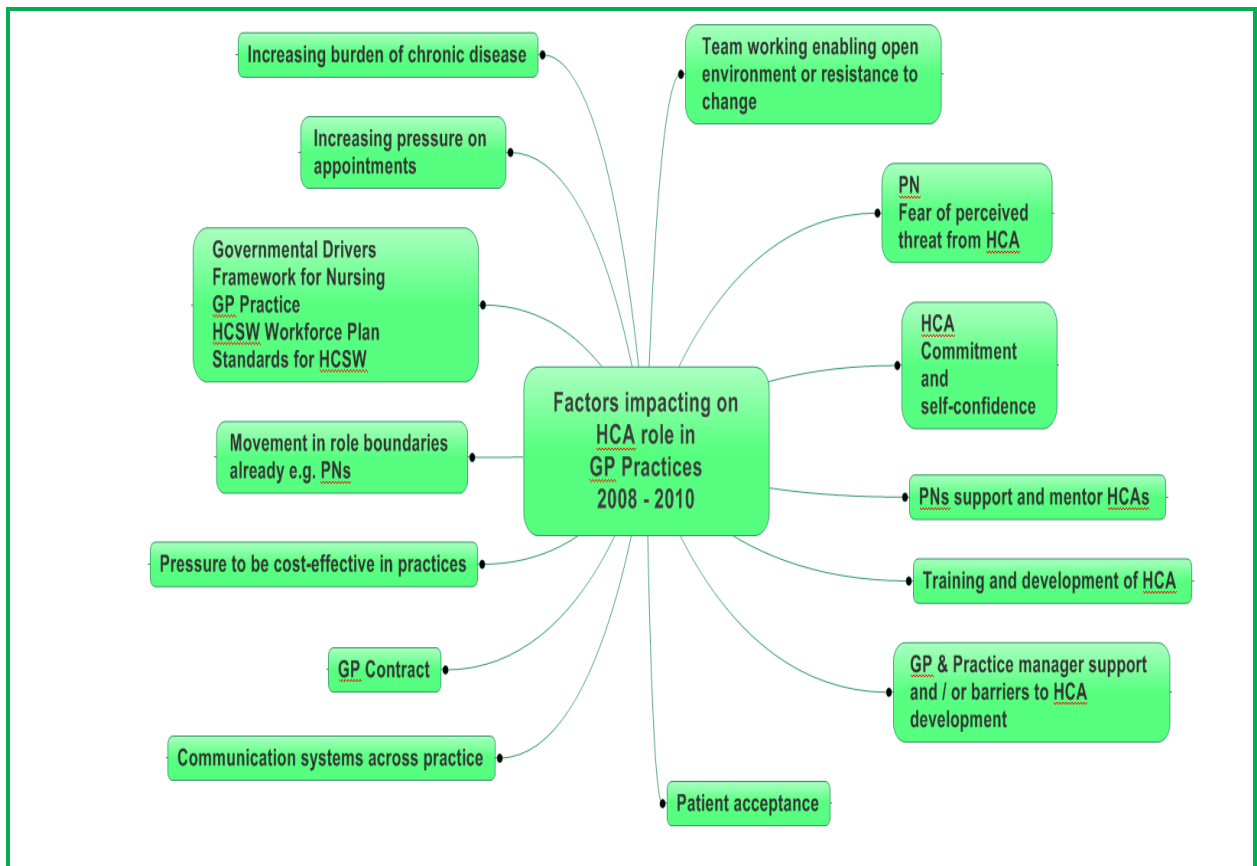 Increasing burden of chronic disease
Team working enabling open
environment or resistance to
change
Increasing pressure on
appointments
PN
Fear of perceived
threat from HCA
Governmental Drivers
Framework for Nursing
GP Practice
HCSW Workforce Plan
Standards for HCSW
HCA
Commitment
and
self-confidence
Factors impacting on
HCA role in
GP Practices
2008 - 2010
Movement in role boundaries
already e.g. PNs
PNs support and mentor HCAs
Pressure to be cost-effective in practices
Training and development of HCA
GP Contract
GP & Practice manager support
and / or barriers to HCA
development
Communication systems across practice
Patient acceptance